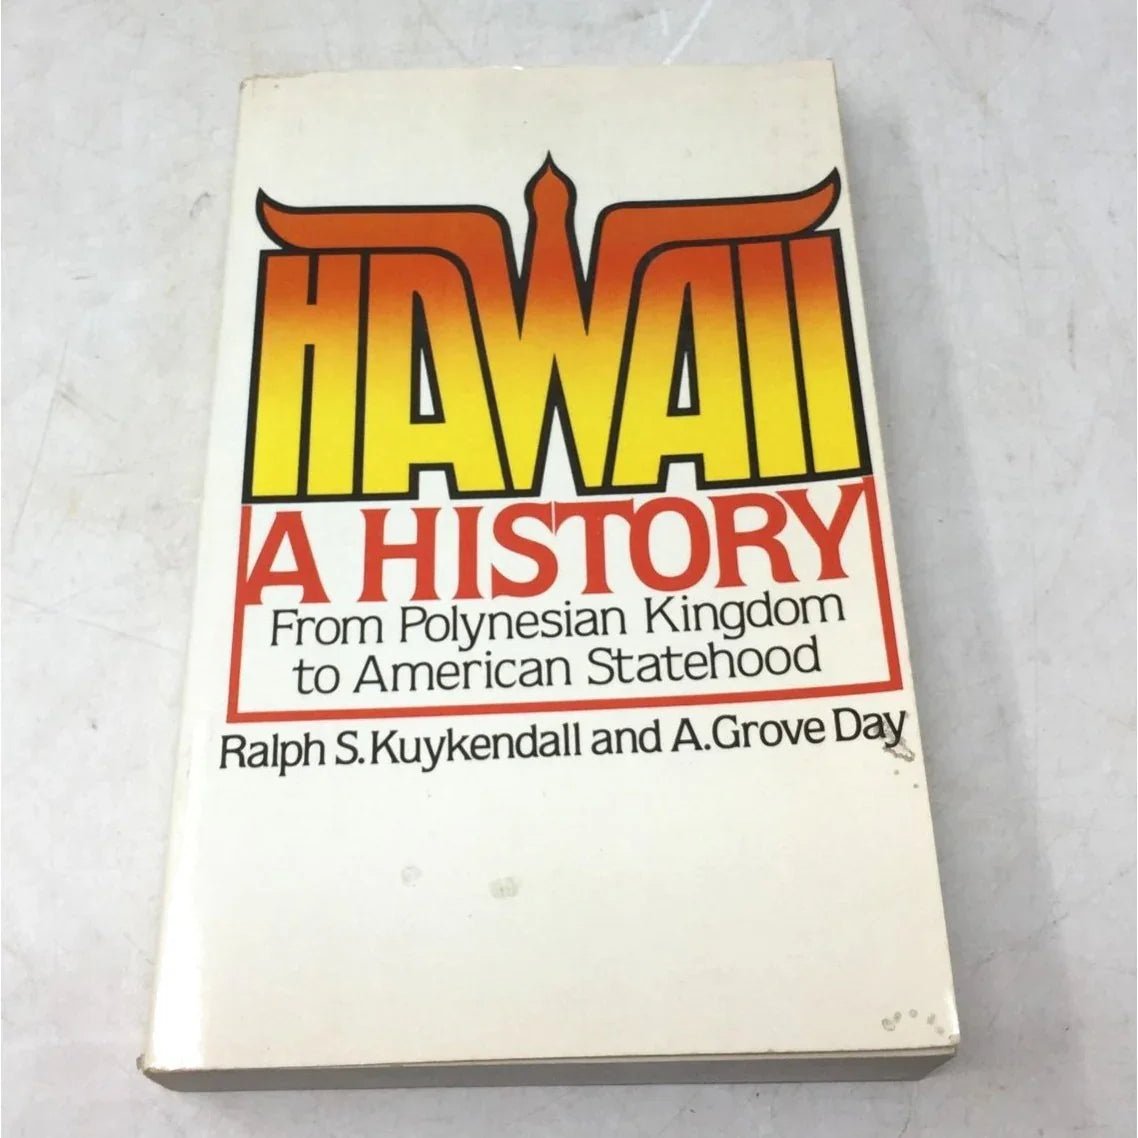 HAWAII
A HISTORY
From Polynesian Kingdom
to American Statehood
Ralph S. Kuykendall and A. Grove Day